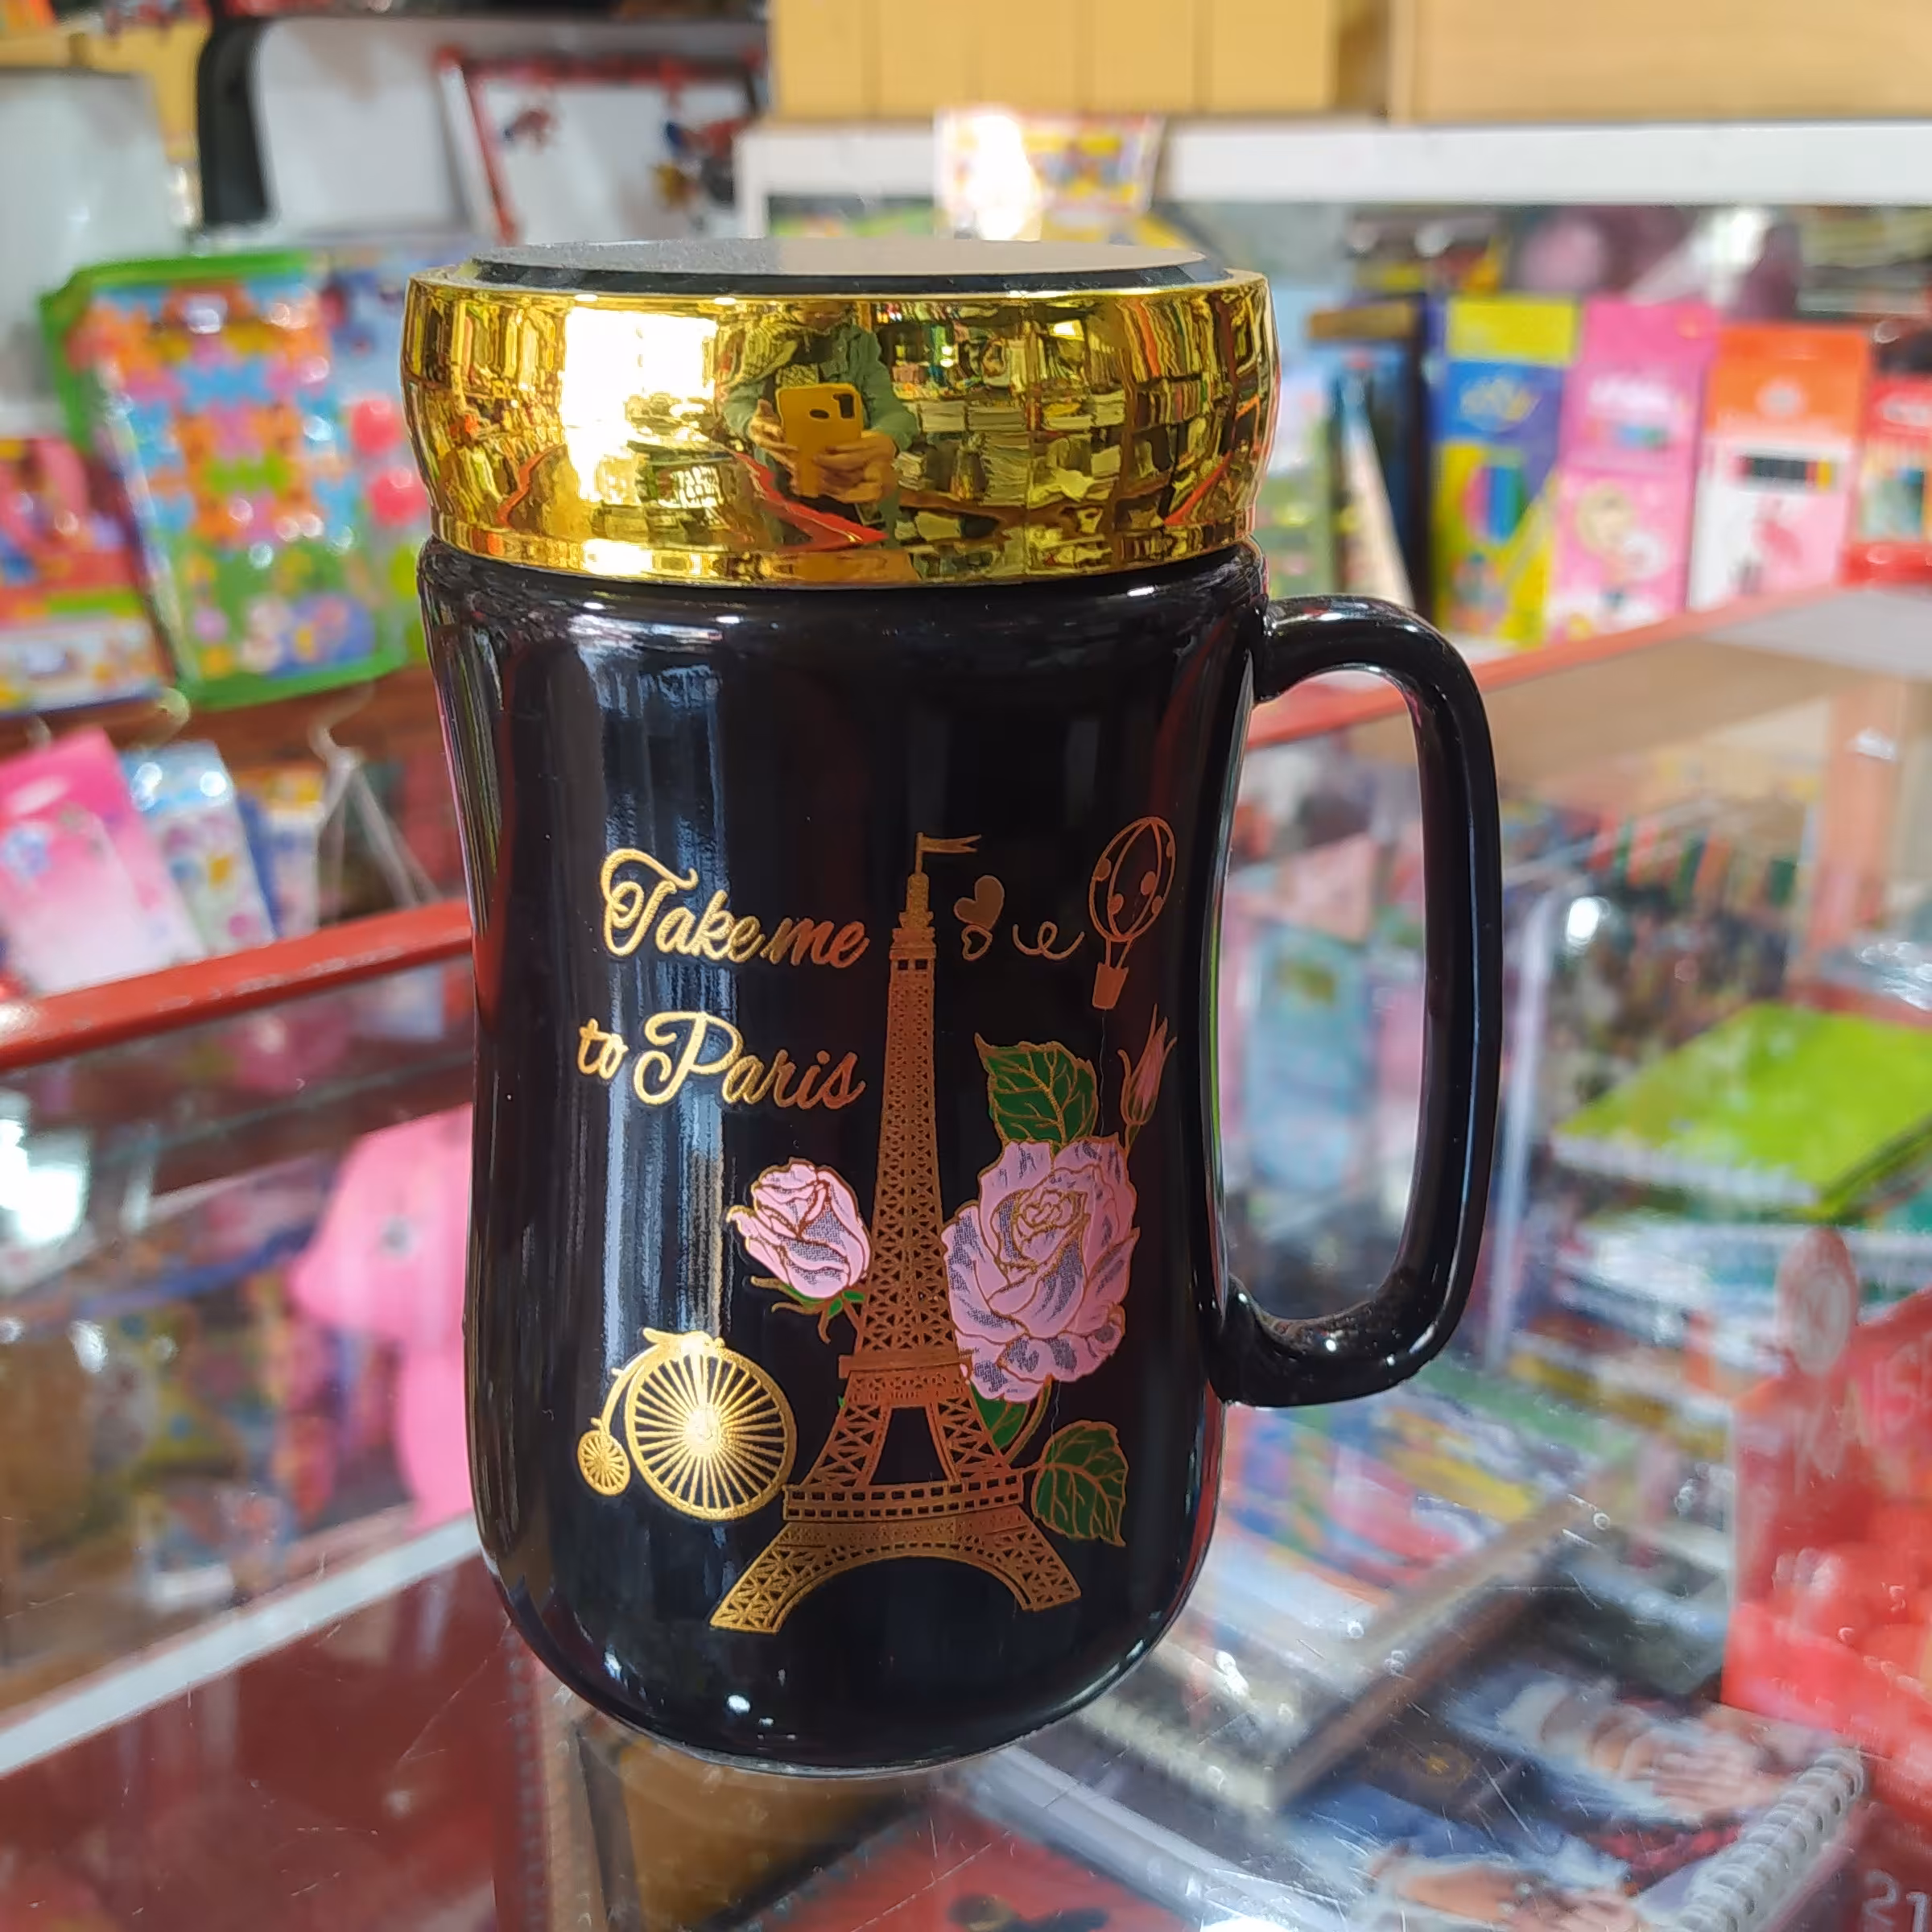 Take me
to Paris